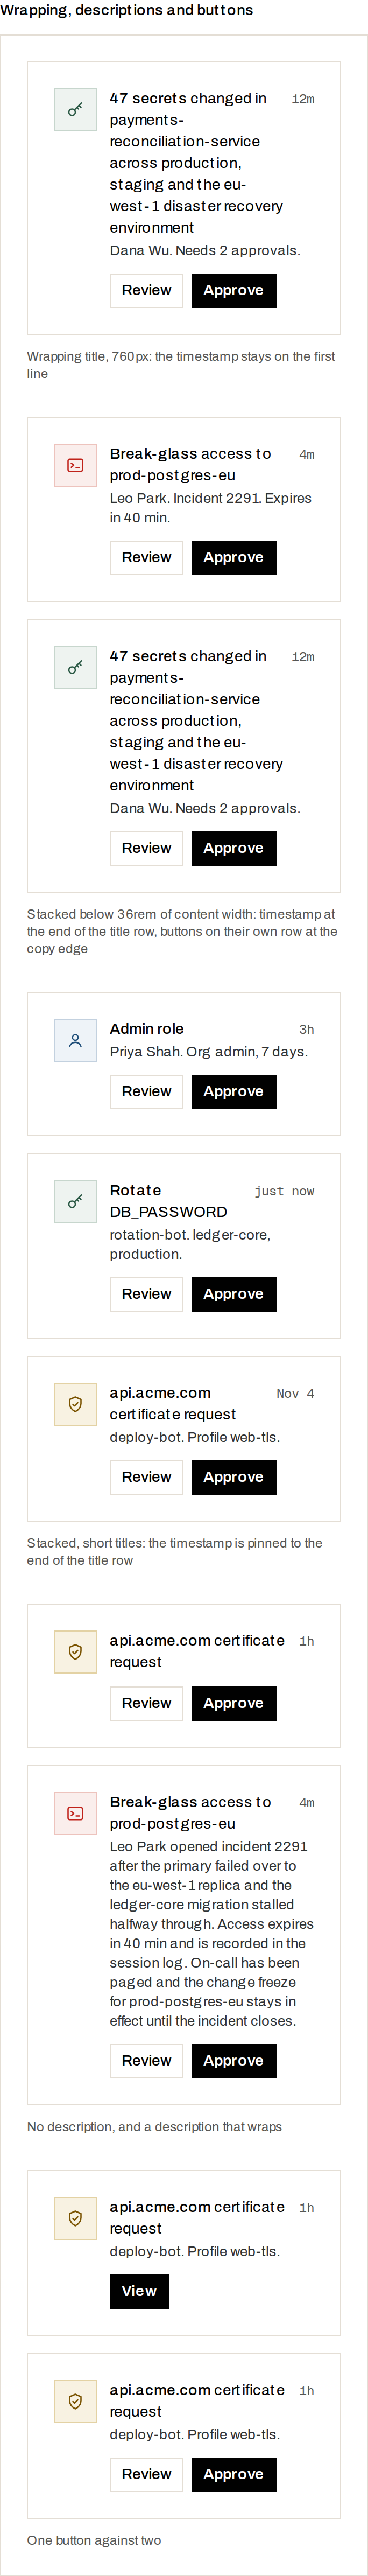 Wrapping, descriptions and buttons
47 secrets changed in 12m
payments-
reconciliation-service
across production,
staging and the eu-
west-1 disaster recovery
environment
Dana Wu. Needs 2 approvals.
Review Approve
Wrapping title, 760px: the timestamp stays on the first
line
Break-glass access to 4m
prod-postgres-eu
Leo Park. Incident 2291. Expires
in 40 min.
Review Approve
47 secrets changed in 12m
payments-
reconciliation-service
across production,
staging and the eu-
west-1 disaster recovery
environment
Dana Wu. Needs 2 approvals.
Review Approve
Stacked below 36rem of content width: timestamp at
the end of the title row, buttons on their own row at the
copy edge
Admin role 3h
Priya Shah. Org admin, 7 days.
Review Approve
Rotate just now
DB_PASSWORD
rotation-bot. ledger-core,
production.
Review Approve
api.acme.com Nov 4
certificate request
deploy-bot. Profile web-tls.
Review Approve
Stacked, short titles: the timestamp is pinned to the
end of the title row
api.acme.com certificate 1h
request
Review Approve
Break-glass access to 4m
prod-postgres-eu
Leo Park opened incident 2291
after the primary failed over to
the eu-west-1 replica and the
ledger-core migration stalled
halfway through. Access expires
in 40 min and is recorded in the
session log. On-call has been
paged and the change freeze
for prod-postgres-eu stays in
effect until the incident closes.
Review Approve
No description, and a description that wraps
api.acme.com certificate 1h
request
deploy-bot. Profile web-tls.
View
api.acme.com certificate 1h
request
deploy-bot. Profile web-tls.
Review Approve
One button against two